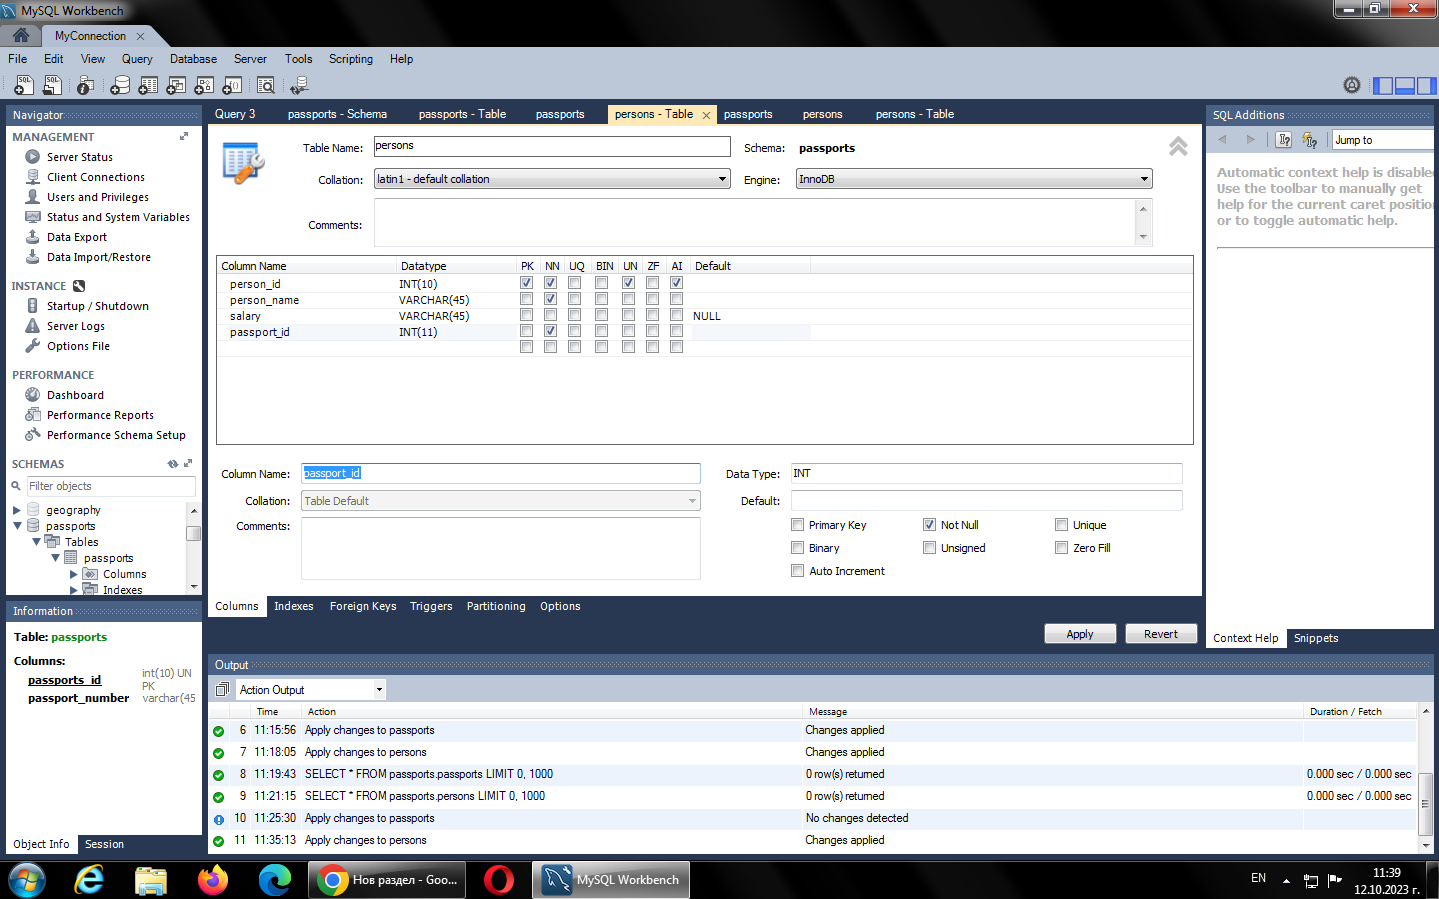 MySQL Workbench
MyConnection
File Edit View Query Database Server Tools Scripting Help
Navigator
MANAGEMENT
Server Status
Client Connections
Users and Privileges
Status and System Variables
Data Export
Data Import/Restore
INSTANCE
Startup / Shutdown
Server Logs
Options File
PERFORMANCE
Dashboard
Performance Reports
Performance Schema Setup
SCHEMAS
Filter objects
geography
passports
Tables
passports
Columns
Indexes
Information
Table: passports
Columns:
passports_id int(10) UN PK
passport_number varchar(45
Object Info Session
Query 3 passports - Schema passports - Table passports persons - Table passports persons persons - Table
Table Name: persons Schema: passports
Collation: latin1 - default collation Engine: InnoDB
Comments:
Column Name Datatype PK NN UQ BIN UN ZF AI Default
person_id INT(10)
person_name VARCHAR(45)
salary VARCHAR(45) NULL
passport_id INT(11)
Column Name: passport_id Data Type: INT
Collation: Table Default Default:
Comments:
Primary Key Not Null Unique
Binary Unsigned Zero Fill
Auto Increment
Columns Indexes Foreign Keys Triggers Partitioning Options
Apply Revert
SQL Additions
Jump to
Automatic context help is disable
Use the toolbar to manually get
help for the current caret positio
or to toggle automatic help.
Context Help Snippets
Output
Action Output
Time Action Message Duration / Fetch
6 11:15:56 Apply changes to passports Changes applied
7 11:18:05 Apply changes to persons Changes applied
8 11:19:43 SELECT * FROM passports.passports LIMIT 0, 1000 0 row(s) returned 0.000 sec / 0.000 sec
9 11:21:15 SELECT * FROM passports.persons LIMIT 0, 1000 0 row(s) returned 0.000 sec / 0.000 sec
10 11:25:30 Apply changes to passports No changes detected
11 11:35:13 Apply changes to persons Changes applied
Нов раздел - Goo...
MySQL Workbench
EN
11:39
12.10.2023 г.